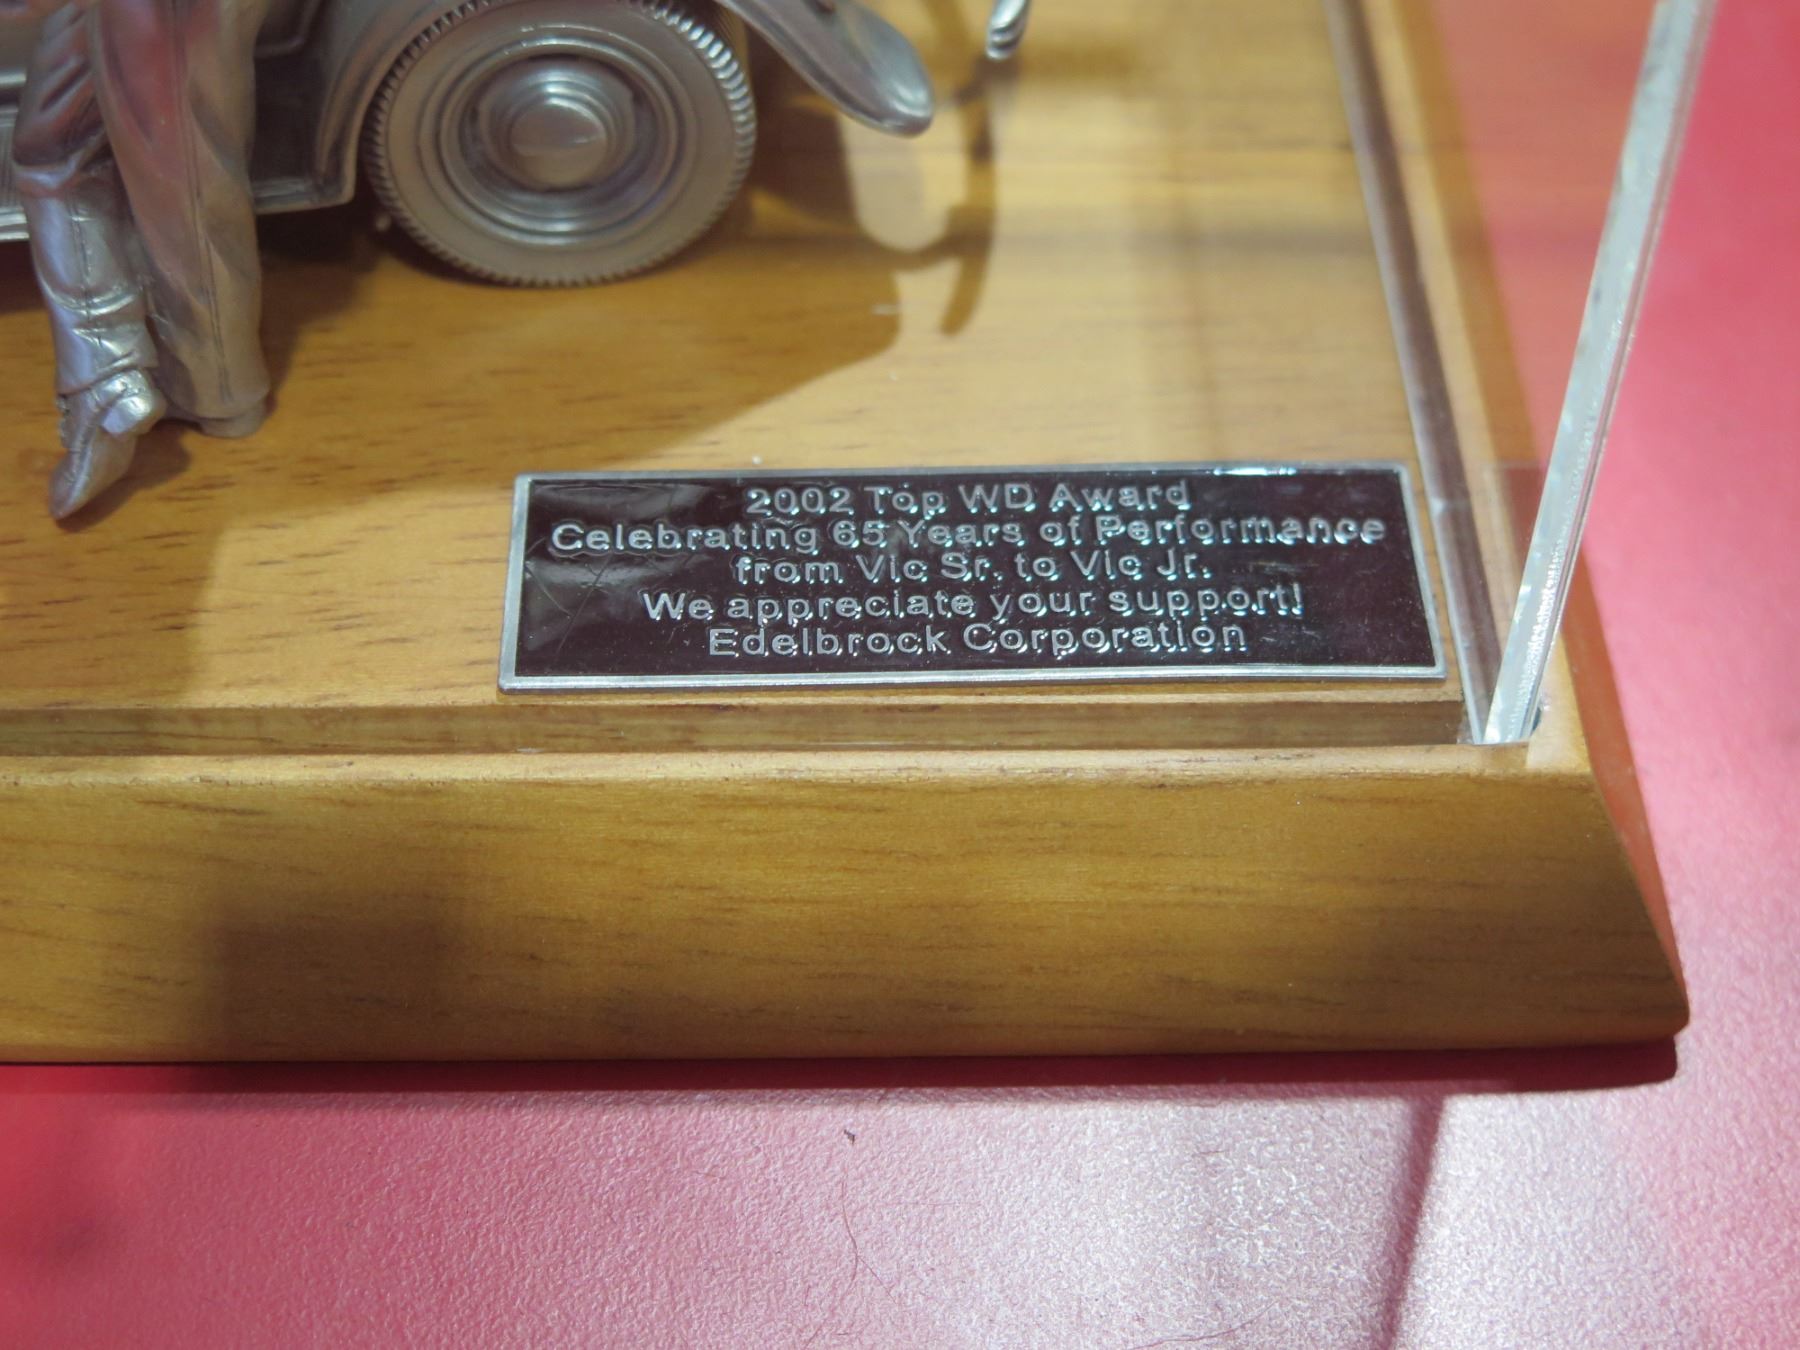 2002 Top WD Award
Celebrating 65 Years of Performance
from Vic Sr. to Vic Jr.
We appreciate your support!
Edelbrock Corporation